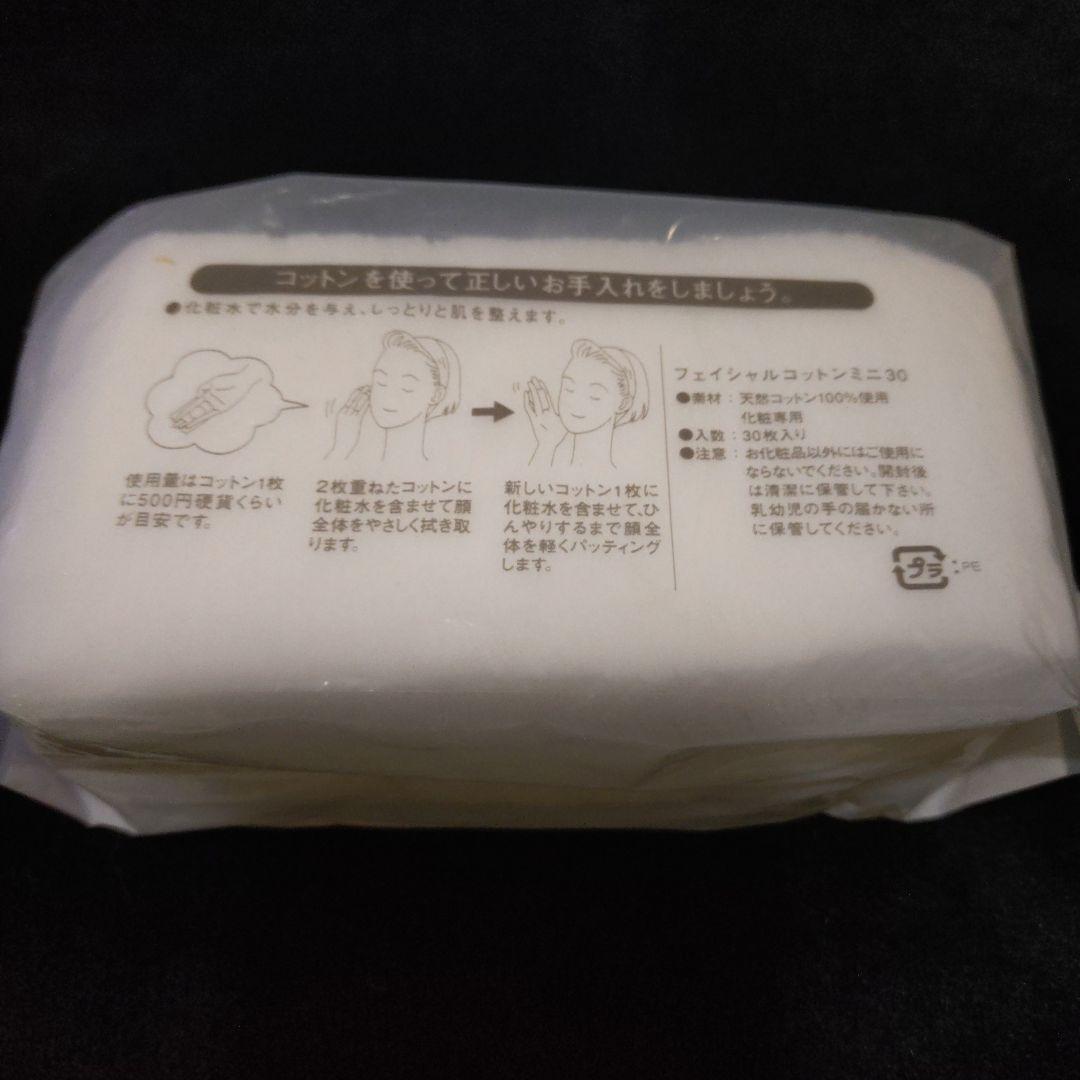 コットンを使って正しいお手入れをしましょう。
●化粧水で水分を与え、しっとりと肌を整えます。
使用量はコットン1枚
に500円硬貨くらい
が目安です。
2枚重ねたコットンに
化粧水を含ませて顔
全体をやさしく拭き取
ります。
新しいコットン1枚に
化粧水を含ませて、ひ
んやりするまで顔全
体を軽くパッティング
します。
フェイシャルコットンミニ30
●素材：天然コットン100%使用
化粧専用
●入数：30枚入り
●注意：お化粧品以外にはご使用に
ならないでください。開封後
は清潔に保管して下さい。
乳幼児の手の届かない所
に保管してください。
プラ：PE